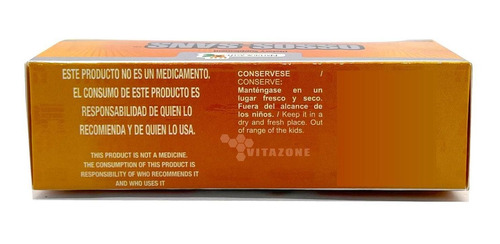 OSSOS SANS
ESTE PRODUCTO NO ES UN MEDICAMENTO.
EL CONSUMO DE ESTE PRODUCTO ES
RESPONSABILIDAD DE QUIEN LO
RECOMIENDA Y DE QUIEN LO USA.
THIS PRODUCT IS NOT A MEDICINE.
THE CONSUMPTION OF THIS PRODUCT IS
RESPONSIBILITY OF WHO RECOMMENDS IT
AND WHO USES IT
CONSERVESE /
CONSERVE:
Manténgase en un
lugar fresco y seco.
Fuera del alcance de
los niños. / Keep it in a
dry and fresh place. Out
of range of the kids.
VITAZONE